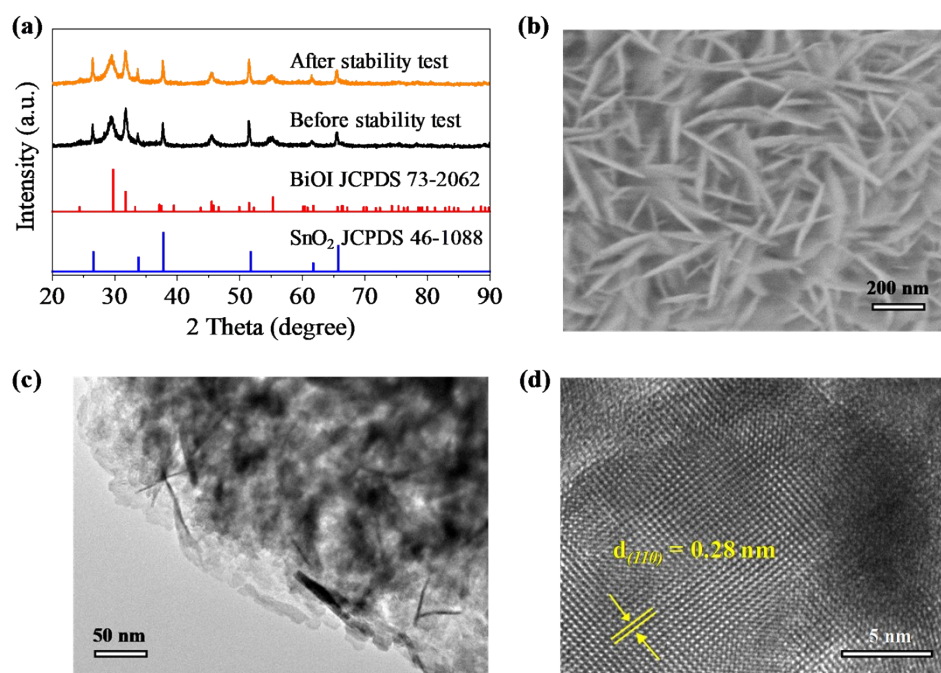 (a)
After stability test
Before stability test
BiOI JCPDS 73-2062
SnO₂ JCPDS 46-1088
Intensity (a.u.)
20 30 40 50 60 70 80 90
2 Theta (degree)
(b)
200 nm
(c)
50 nm
(d)
d(110) = 0.28 nm
5 nm